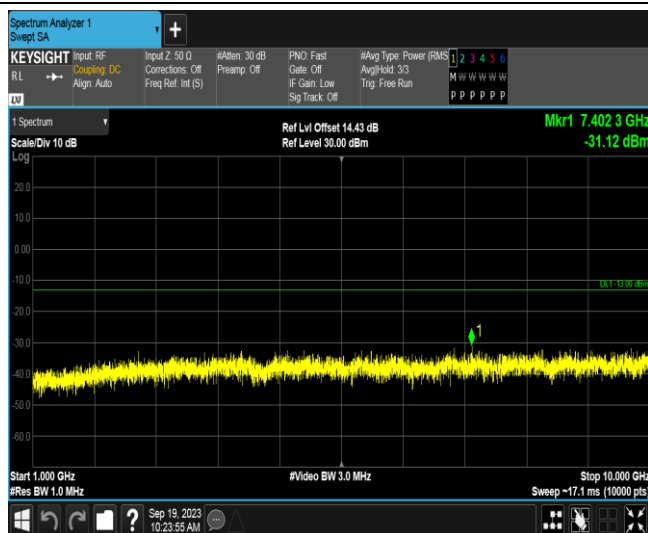 Spectrum Analyzer 1
Swept SA
+
KEYSIGHT
RL
LXI
Input: RF
Coupling: DC
Align: Auto
Input Z: 50 Ω
Corrections: Off
Freq Ref: Int (S)
#Atten: 30 dB
Preamp: Off
PNO: Fast
Gate: Off
IF Gain: Low
Sig Track: Off
#Avg Type: Power (RMS
Avg|Hold: 3/3
Trig: Free Run
1 2 3 4 5 6
M W W W W W
P P P P P P
1 Spectrum
Scale/Div 10 dB
Log
Ref Lvl Offset 14.43 dB
Ref Level 30.00 dBm
Mkr1 7.402 3 GHz
-31.12 dBm
20.0
10.0
0.00
-10.0
DL1 -13.00 dBm
-20.0
-30.0
1
-40.0
-50.0
-60.0
Start 1.000 GHz
#Res BW 1.0 MHz
#Video BW 3.0 MHz
Stop 10.000 GHz
Sweep ~17.1 ms (10000 pts)
?
Sep 19, 2023
10:23:55 AM